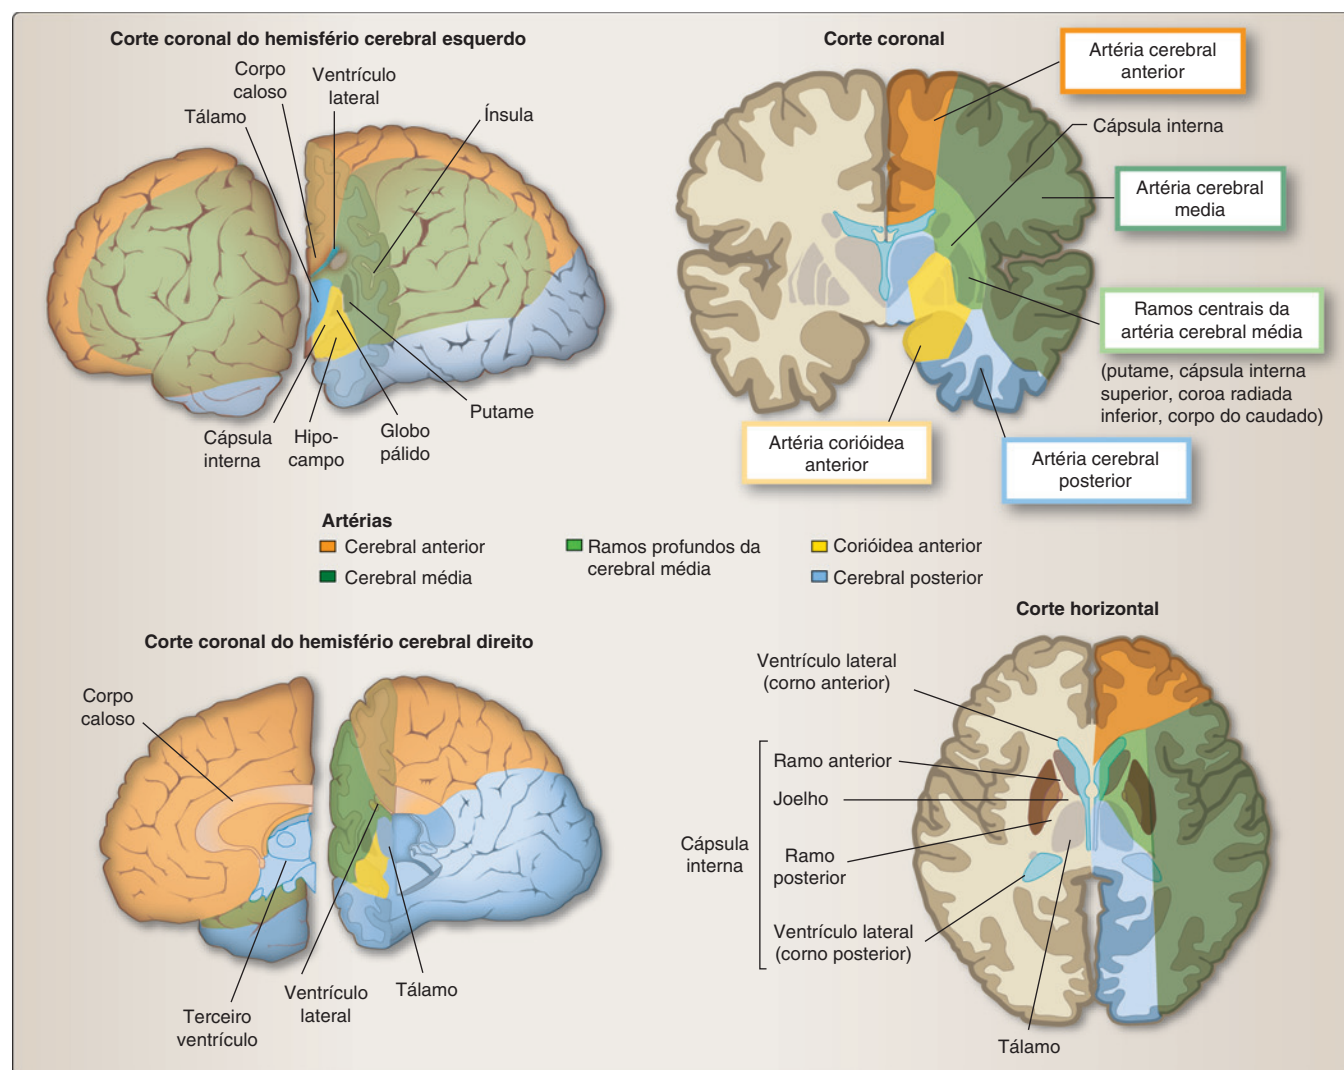 Corte coronal do hemisfério cerebral esquerdo
Corpo
caloso
Ventrículo
lateral
Tálamo
Ínsula
Cápsula
interna
Hipo-
campo
Globo
pálido
Putame
Corte coronal
Artéria cerebral
anterior
Cápsula interna
Artéria cerebral
media
Ramos centrais da
artéria cerebral média
(putame, cápsula interna
superior, coroa radiada
inferior, corpo do caudado)
Artéria corióidea
anterior
Artéria cerebral
posterior
Artérias
Cerebral anterior
Cerebral média
Ramos profundos da
cerebral média
Corióidea anterior
Cerebral posterior
Corte coronal do hemisfério cerebral direito
Corpo
caloso
Terceiro
ventrículo
Ventrículo
lateral
Tálamo
Corte horizontal
Ventrículo lateral
(corno anterior)
Ramo anterior
Joelho
Cápsula
interna
Ramo
posterior
Ventrículo lateral
(corno posterior)
Tálamo